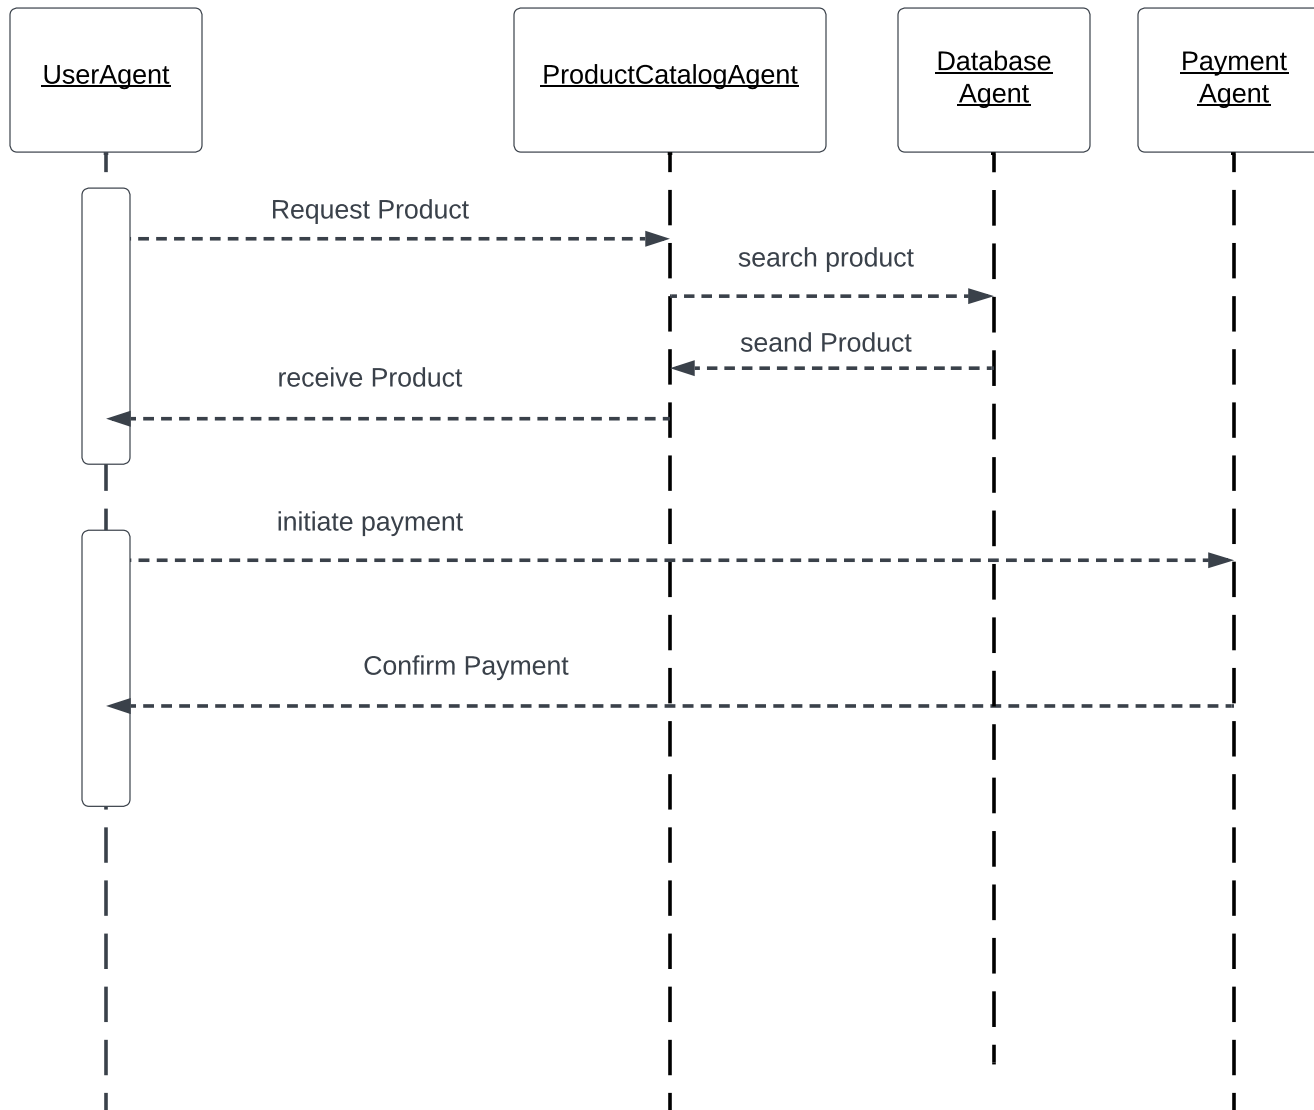 UserAgent
ProductCatalogAgent
Database
Agent
Payment
Agent
Request Product
search product
seand Product
receive Product
initiate payment
Confirm Payment